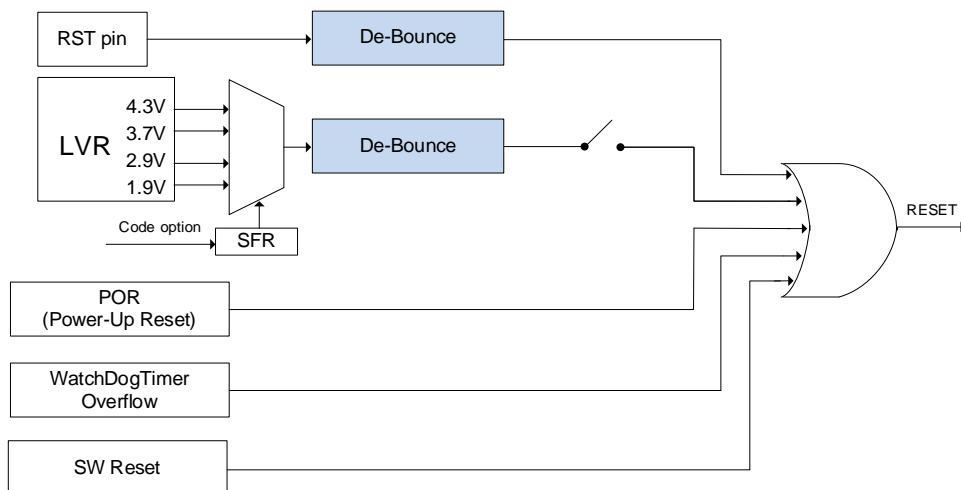 RST pin
De-Bounce
LVR
4.3V
3.7V
2.9V
1.9V
De-Bounce
Code option
SFR
RESET
POR
(Power-Up Reset)
WatchDogTimer
Overflow
SW Reset